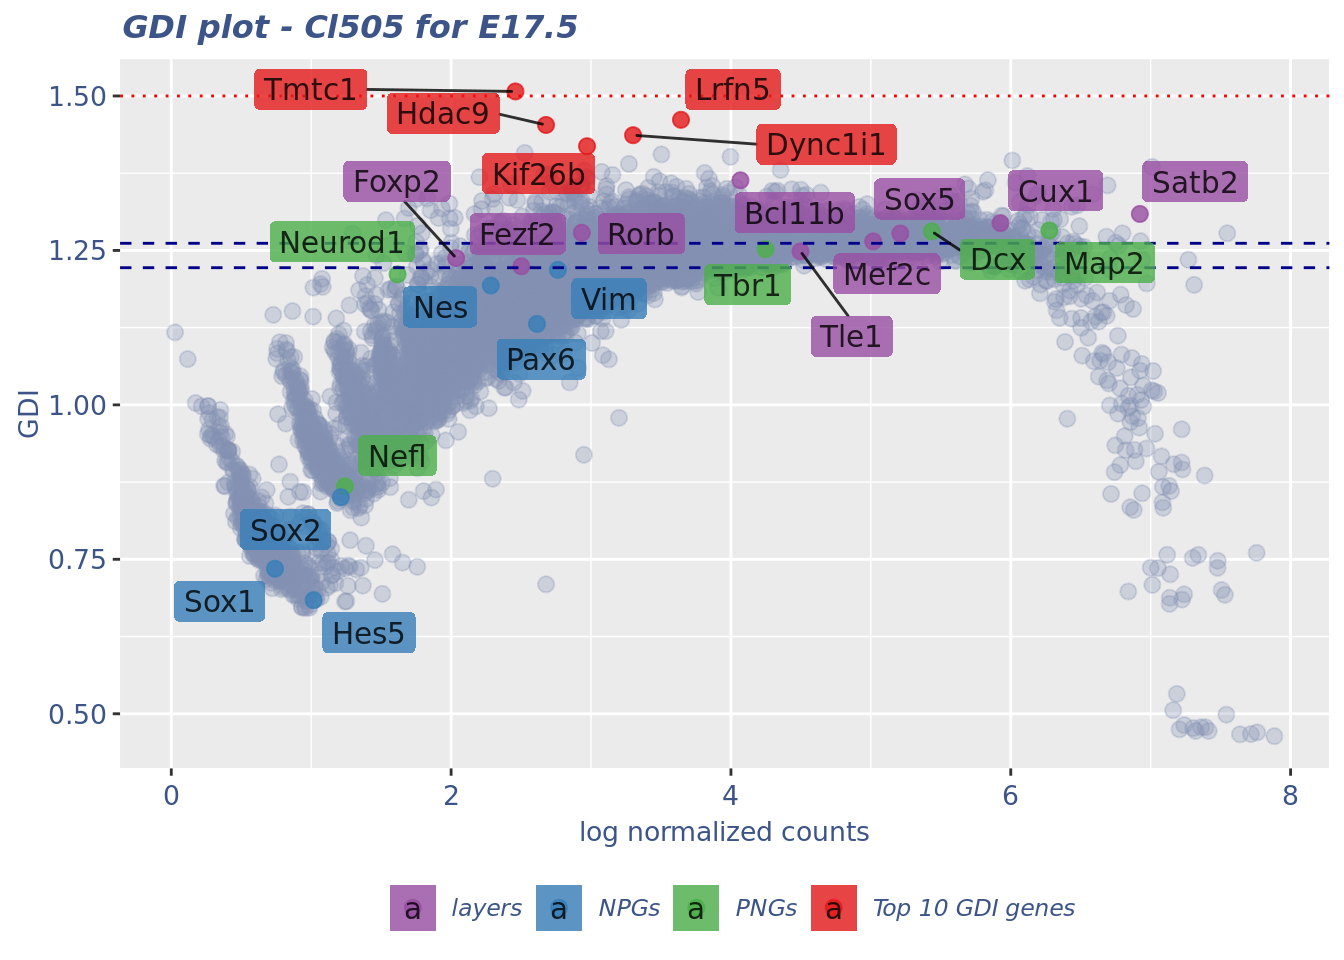 GDI plot - Cl505 for E17.5
1.50
1.25
1.00
0.75
0.50
GDI
Tmtc1
Lrfn5
Hdac9
Dync1i1
Kif26b
Foxp2
Satb2
Cux1
Sox5
Bcl11b
Neurod1
Fezf2
Rorb
Dcx
Map2
Mef2c
Tbr1
Nes
Vim
Tle1
Pax6
Nefl
Sox2
Sox1
Hes5
0 2 4 6 8
log normalized counts
a layers a NPGs a PNGs a Top 10 GDI genes